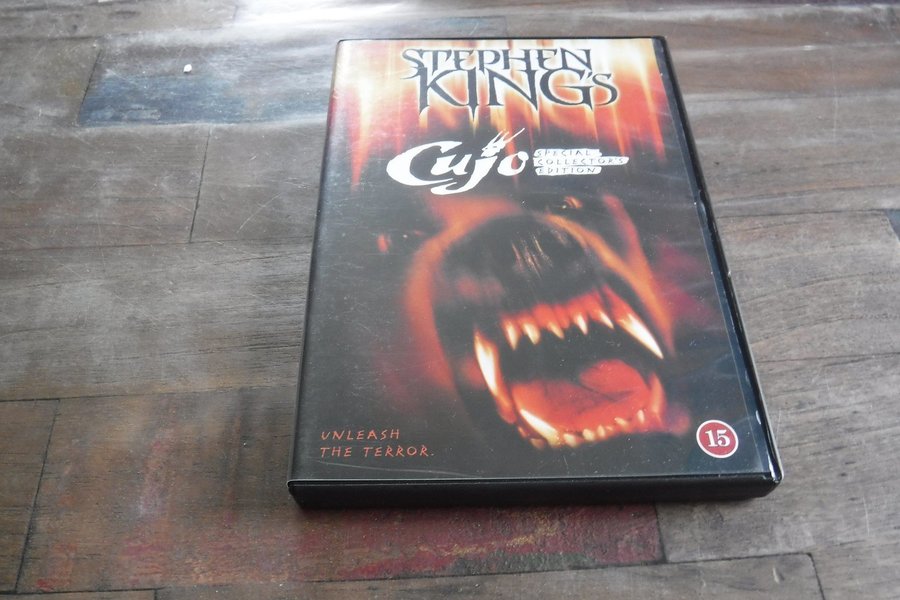 STEPHEN
KING'S
Cujo
SPECIAL
COLLECTOR'S
EDITION
UNLEASH
THE TERROR.
15